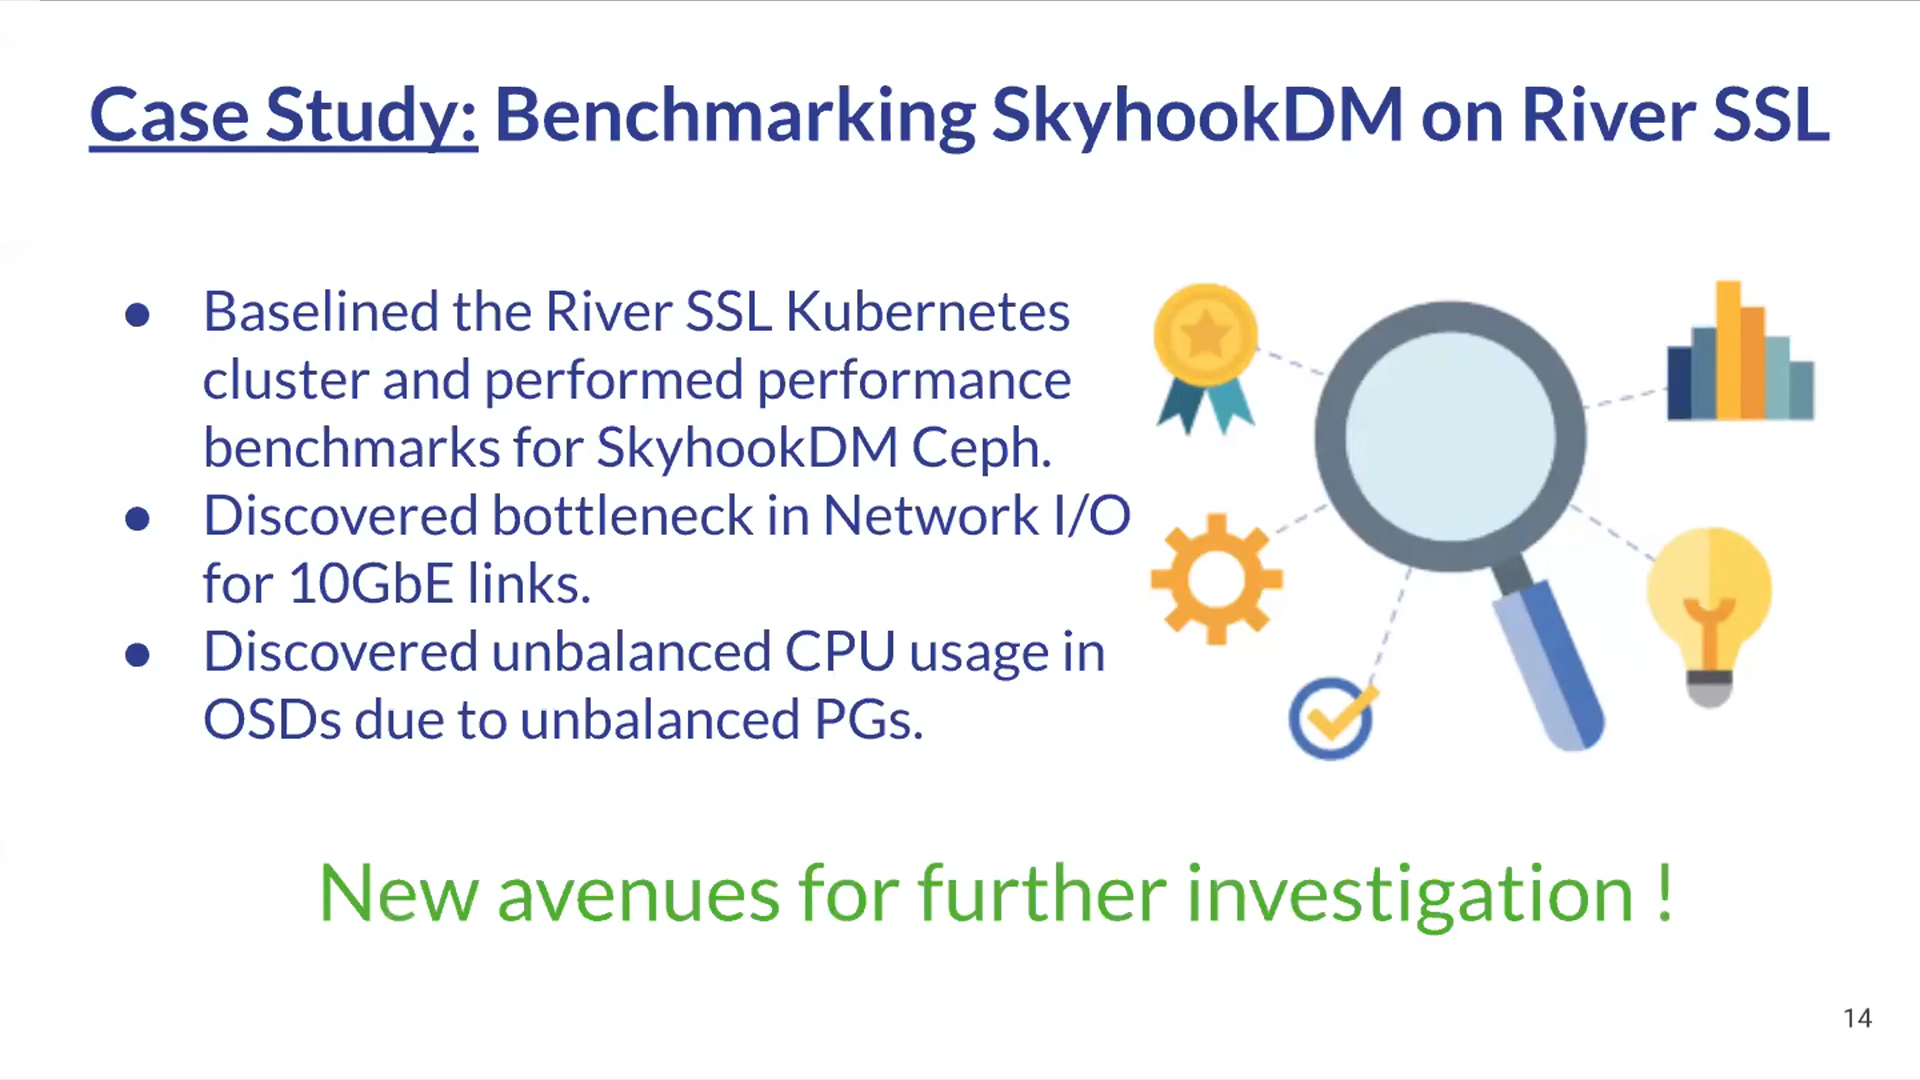 Case Study: Benchmarking SkyhookDM on River SSL
● Baselined the River SSL Kubernetes
cluster and performed performance
benchmarks for SkyhookDM Ceph.
● Discovered bottleneck in Network I/O
for 10GbE links.
● Discovered unbalanced CPU usage in
OSDs due to unbalanced PGs.
New avenues for further investigation !
14